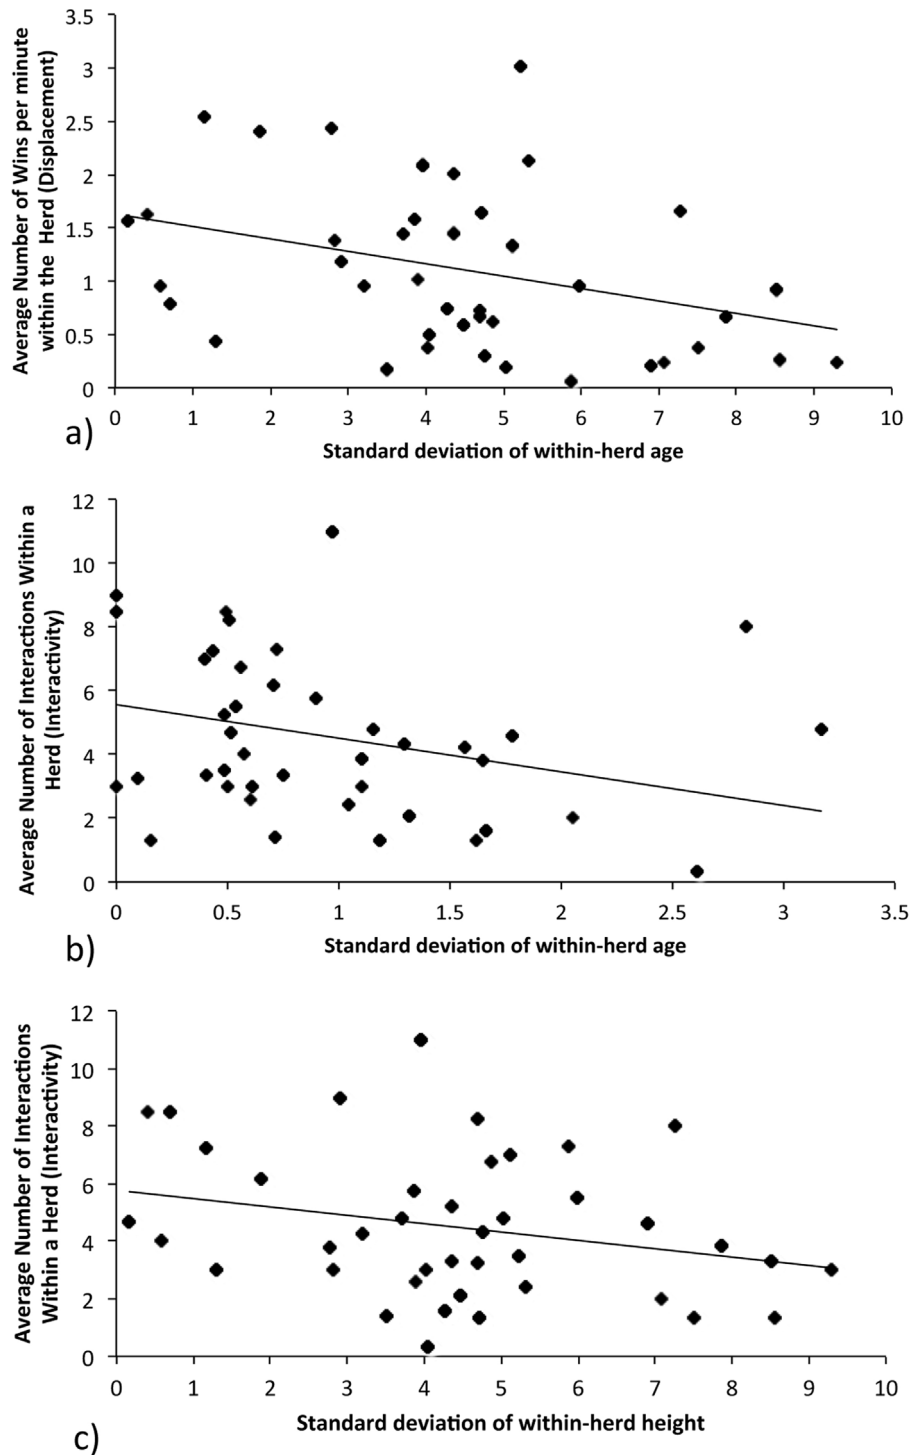 Average Number of Wins per minute
within the Herd (Displacement)
3.5
3
2.5
2
1.5
1
0.5
0
0 1 2 3 4 5 6 7 8 9 10
a)
Standard deviation of within-herd age
Average Number of Interactions Within a
Herd (Interactivity)
12
10
8
6
4
2
0
0 0.5 1 1.5 2 2.5 3 3.5
b)
Standard deviation of within-herd age
Average Number of Interactions
Within a Herd (Interactivity)
12
10
8
6
4
2
0
0 1 2 3 4 5 6 7 8 9 10
c)
Standard deviation of within-herd height